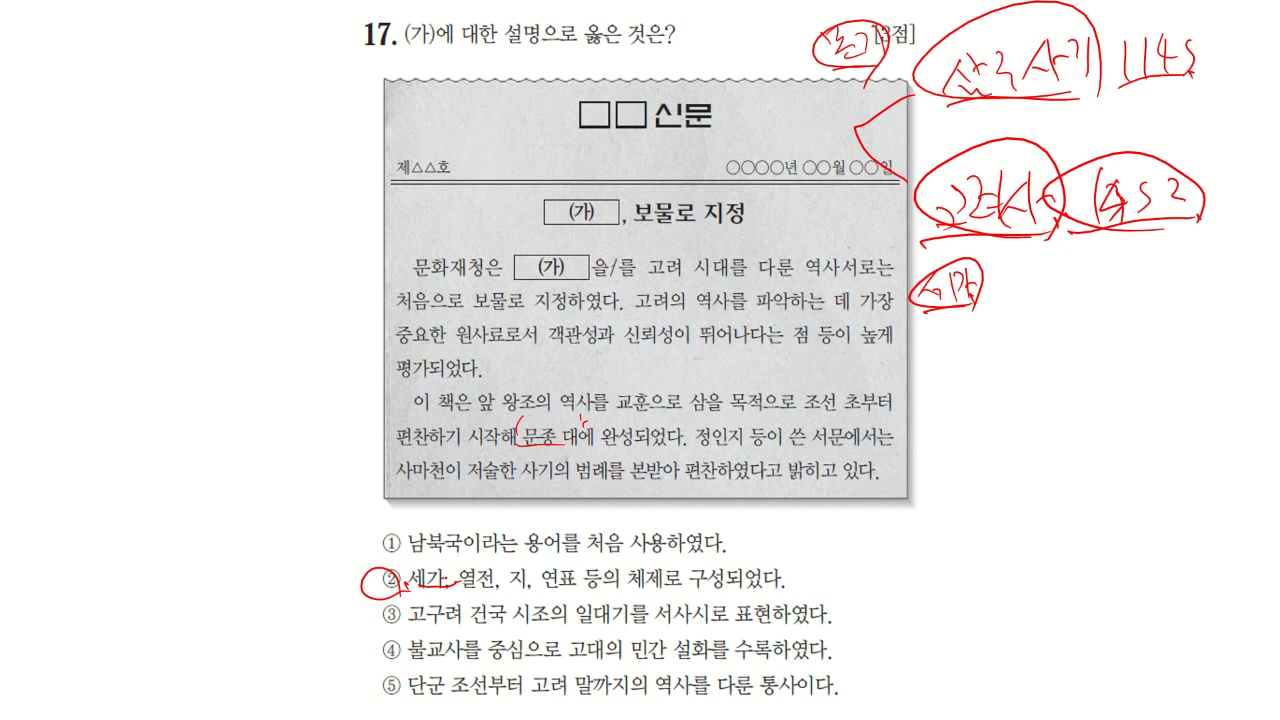 17. (가)에 대한 설명으로 옳은 것은? [3점]
본기
삼국사기 1145
□□신문
제△△호 ○○○○년 ○○월 ○○일
고려사 1452
(가), 보물로 지정
세가
문화재청은 (가) 을/를 고려 시대를 다룬 역사서로는
처음으로 보물로 지정하였다. 고려의 역사를 파악하는 데 가장
중요한 원사료로서 객관성과 신뢰성이 뛰어나다는 점 등이 높게
평가되었다.
이 책은 앞 왕조의 역사를 교훈으로 삼을 목적으로 조선 초부터
편찬하기 시작해 문종 대에 완성되었다. 정인지 등이 쓴 서문에서는
사마천이 저술한 사기의 범례를 본받아 편찬하였다고 밝히고 있다.
① 남북국이라는 용어를 처음 사용하였다.
② 세가, 열전, 지, 연표 등의 체제로 구성되었다.
③ 고구려 건국 시조의 일대기를 서사시로 표현하였다.
④ 불교사를 중심으로 고대의 민간 설화를 수록하였다.
⑤ 단군 조선부터 고려 말까지의 역사를 다룬 통사이다.